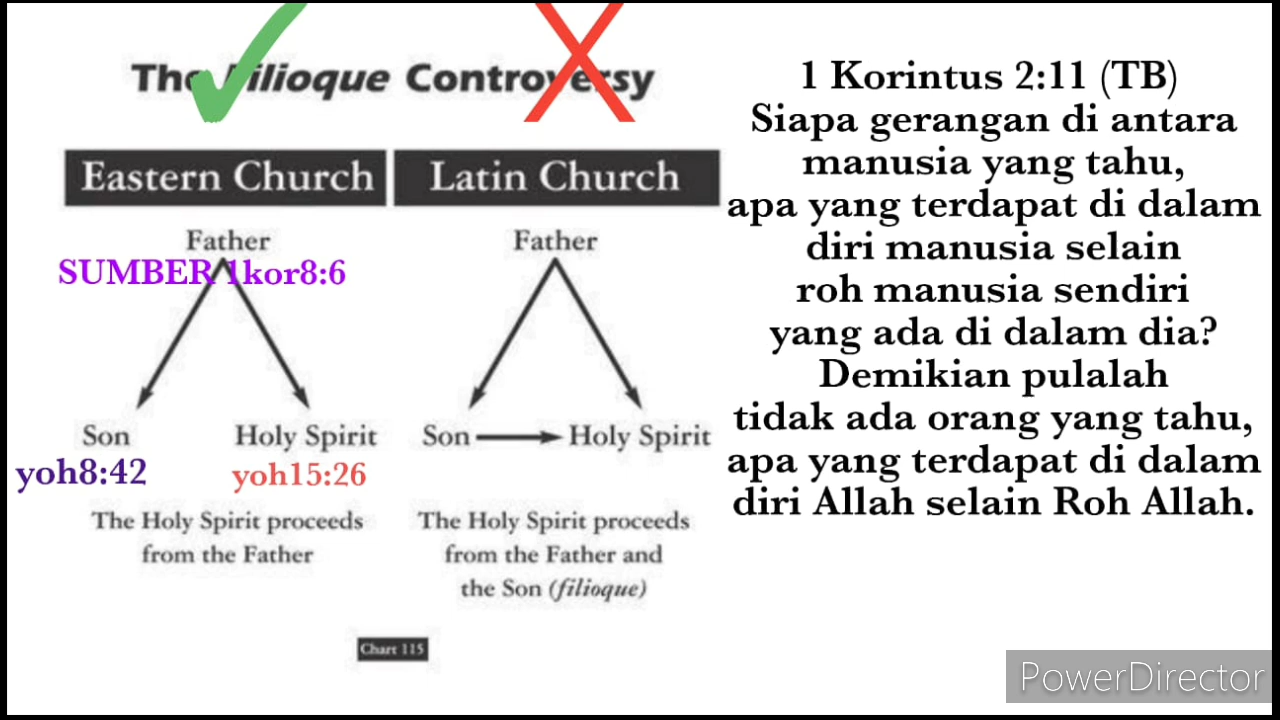 The Filioque Controversy
Eastern Church
Father
SUMBER 1kor8:6
Son
Holy Spirit
yoh8:42
yoh15:26
The Holy Spirit proceeds
from the Father
Latin Church
Father
Son
Holy Spirit
The Holy Spirit proceeds
from the Father and
the Son (filioque)
Chart 115
1 Korintus 2:11 (TB)
Siapa gerangan di antara
manusia yang tahu,
apa yang terdapat di dalam
diri manusia selain
roh manusia sendiri
yang ada di dalam dia?
Demikian pulalah
tidak ada orang yang tahu,
apa yang terdapat di dalam
diri Allah selain Roh Allah.
PowerDirector